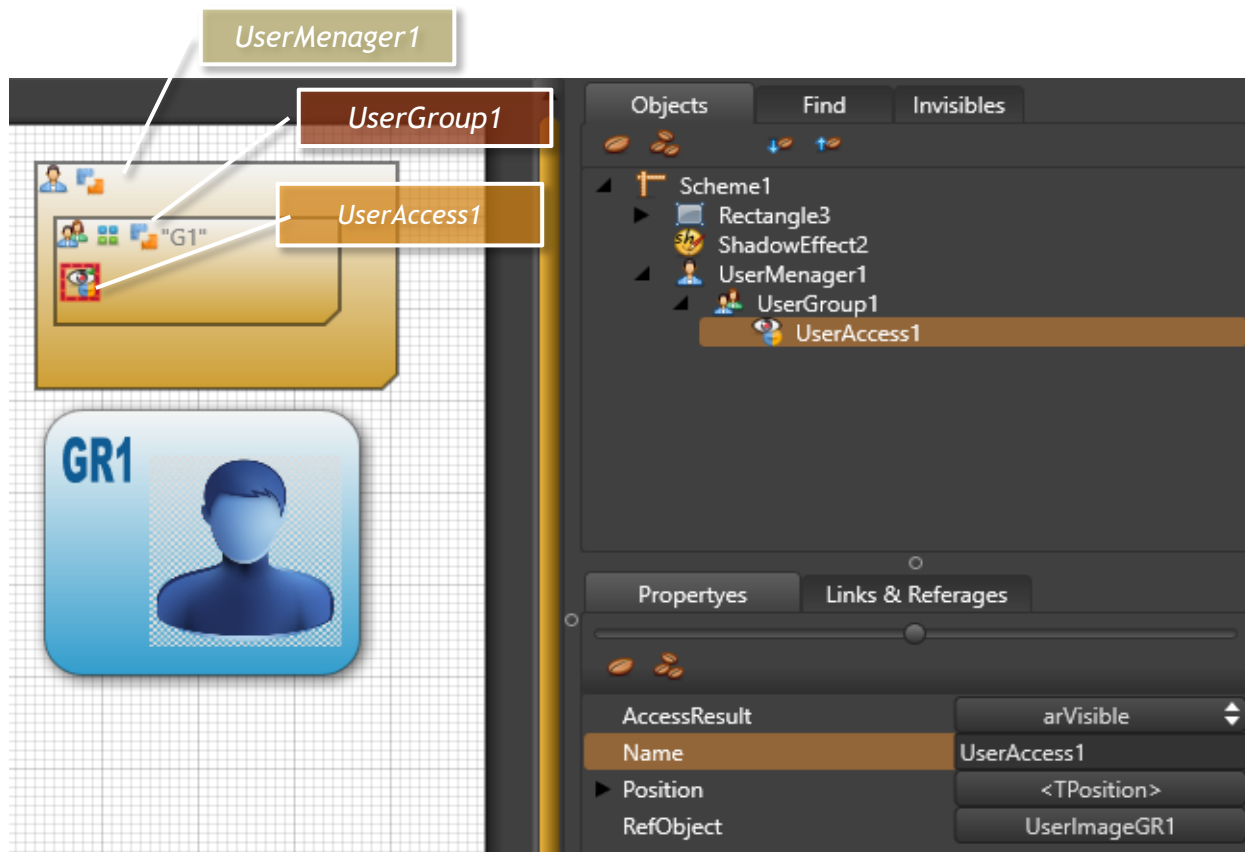 UserMenager1
UserGroup1
UserAccess1
"G1"
GR1
Objects
Find
Invisibles
Scheme1
Rectangle3
ShadowEffect2
UserMenager1
UserGroup1
UserAccess1
Propertyes
Links & Referages
AccessResult
arVisible
Name
UserAccess1
Position
<TPosition>
RefObject
UserImageGR1